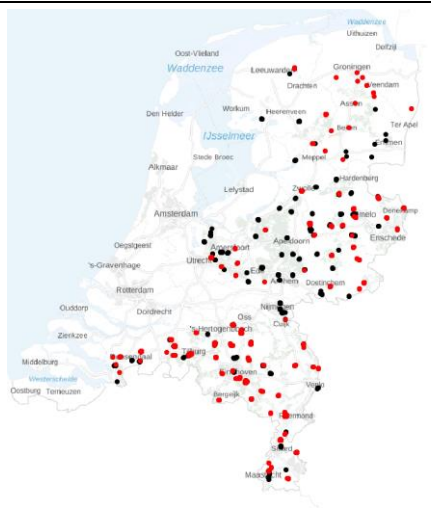 Waddenzee
Uithuizen
Delfzijl
Oost-Vlieland
Waddenzee
Leeuwarden
Groningen
Drachten
Veendam
Den Helder
Workum
Heerenveen
Assen
Ter Apel
Beilen
Emmen
IJsselmeer
Stede Broec
Meppel
Alkmaar
Hardenberg
Lelystad
Zwolle
Amsterdam
Almelo
Denekamp
Enschede
Oegstgeest
Amersfoort
Apeldoorn
's-Gravenhage
Utrecht
Ede
Arnhem
Doetinchem
Rotterdam
Ouddorp
Dordrecht
Nijmegen
Oss
Cuijk
Zierikzee
's Hertogenbosch
Middelburg
Roosendaal
Tilburg
Eindhoven
Westerschelde
Oostburg
Terneuzen
Bergeijk
Venlo
Roermond
Sittard
Maastricht